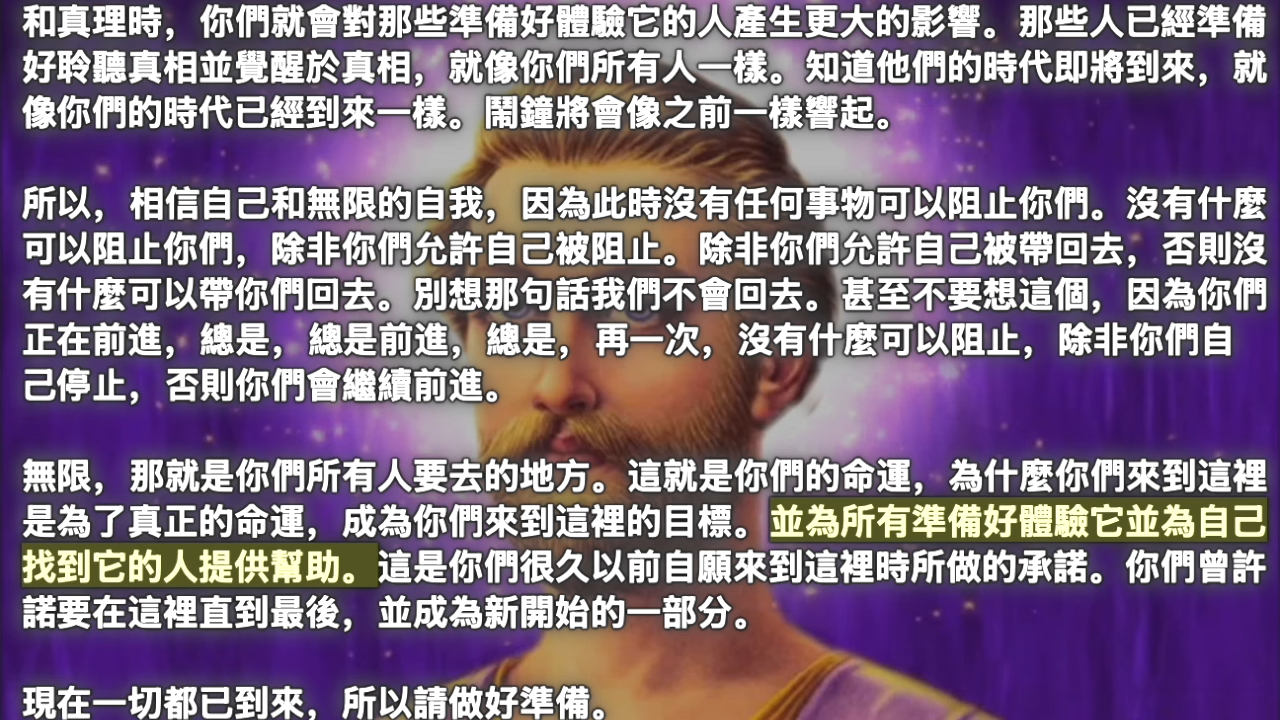 和真理時，你們就會對那些準備好體驗它的人產生更大的影響。那些人已經準備
好聆聽真相並覺醒於真相，就像你們所有人一樣。知道他們的時代即將到來，就
像你們的時代已經到來一樣。鬧鐘將會像之前一樣響起。
所以，相信自己和無限的自我，因為此時沒有任何事物可以阻止你們。沒有什麼
可以阻止你們，除非你們允許自己被阻止。除非你們允許自己被帶回去，否則沒
有什麼可以帶你們回去。別想那句話我們不會回去。甚至不要想這個，因為你們
正在前進，總是，總是前進，總是，再一次，沒有什麼可以阻止，除非你們自
己停止，否則你們會繼續前進。
無限，那就是你們所有人要去的地方。這就是你們的命運，為什麼你們來到這裡
是為了真正的命運，成為你們來到這裡的目標。並為所有準備好體驗它並為自己
找到它的人提供幫助。這是你們很久以前自願來到這裡時所做的承諾。你們曾許
諾要在這裡直到最後，並成為新開始的一部分。
現在一切都已到來，所以請做好準備。